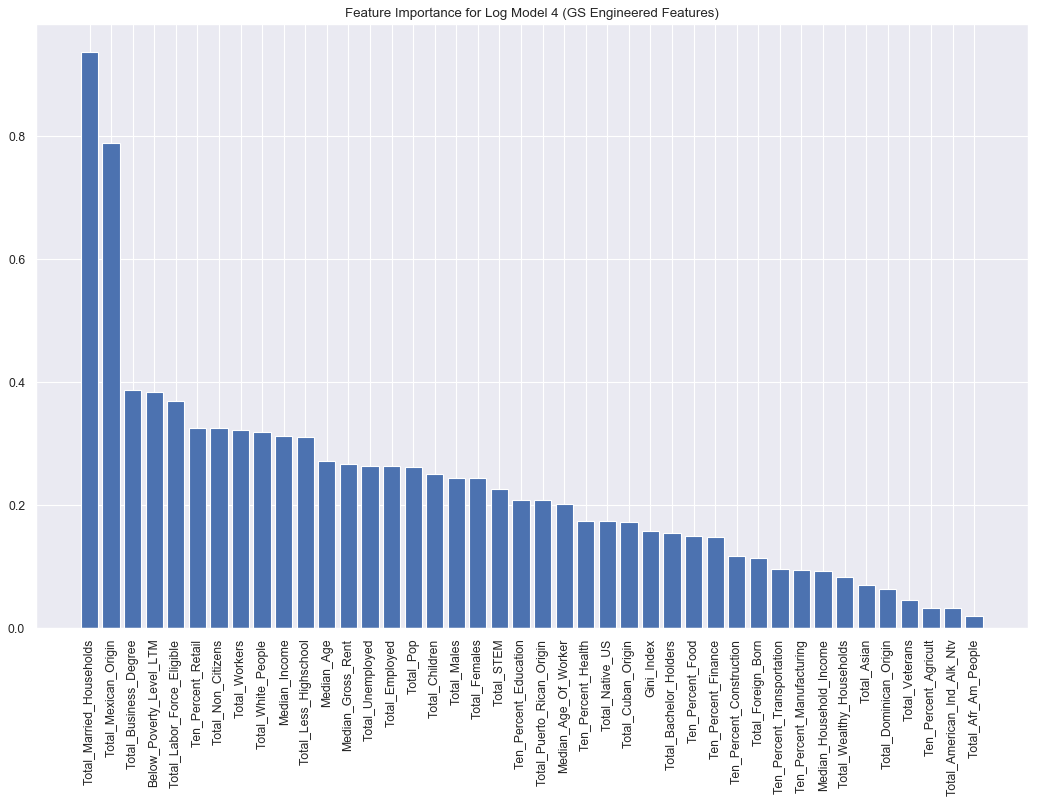 Feature Importance for Log Model 4 (GS Engineered Features)
0.8
0.6
0.4
0.2
0.0
Total_Married_Households
Total_Mexican_Origin
Total_Business_Degree
Below_Poverty_Level_LTM
Total_Labor_Force_Eligible
Ten_Percent_Retail
Total_Non_Citizens
Total_Workers
Total_White_People
Median_Income
Total_Less_Highschool
Median_Age
Median_Gross_Rent
Total_Unemployed
Total_Employed
Total_Pop
Total_Children
Total_Males
Total_Females
Total_STEM
Ten_Percent_Education
Total_Puerto_Rican_Origin
Median_Age_Of_Worker
Ten_Percent_Health
Total_Native_US
Total_Cuban_Origin
Gini_Index
Total_Bachelor_Holders
Ten_Percent_Food
Ten_Percent_Finance
Ten_Percent_Construction
Total_Foreign_Born
Ten_Percent_Transportation
Ten_Percent_Manufacturing
Median_Household_Income
Total_Wealthy_Households
Total_Asian
Total_Dominican_Origin
Total_Veterans
Ten_Percent_Agricult
Total_American_Ind_Alk_Ntv
Total_Afr_Am_People